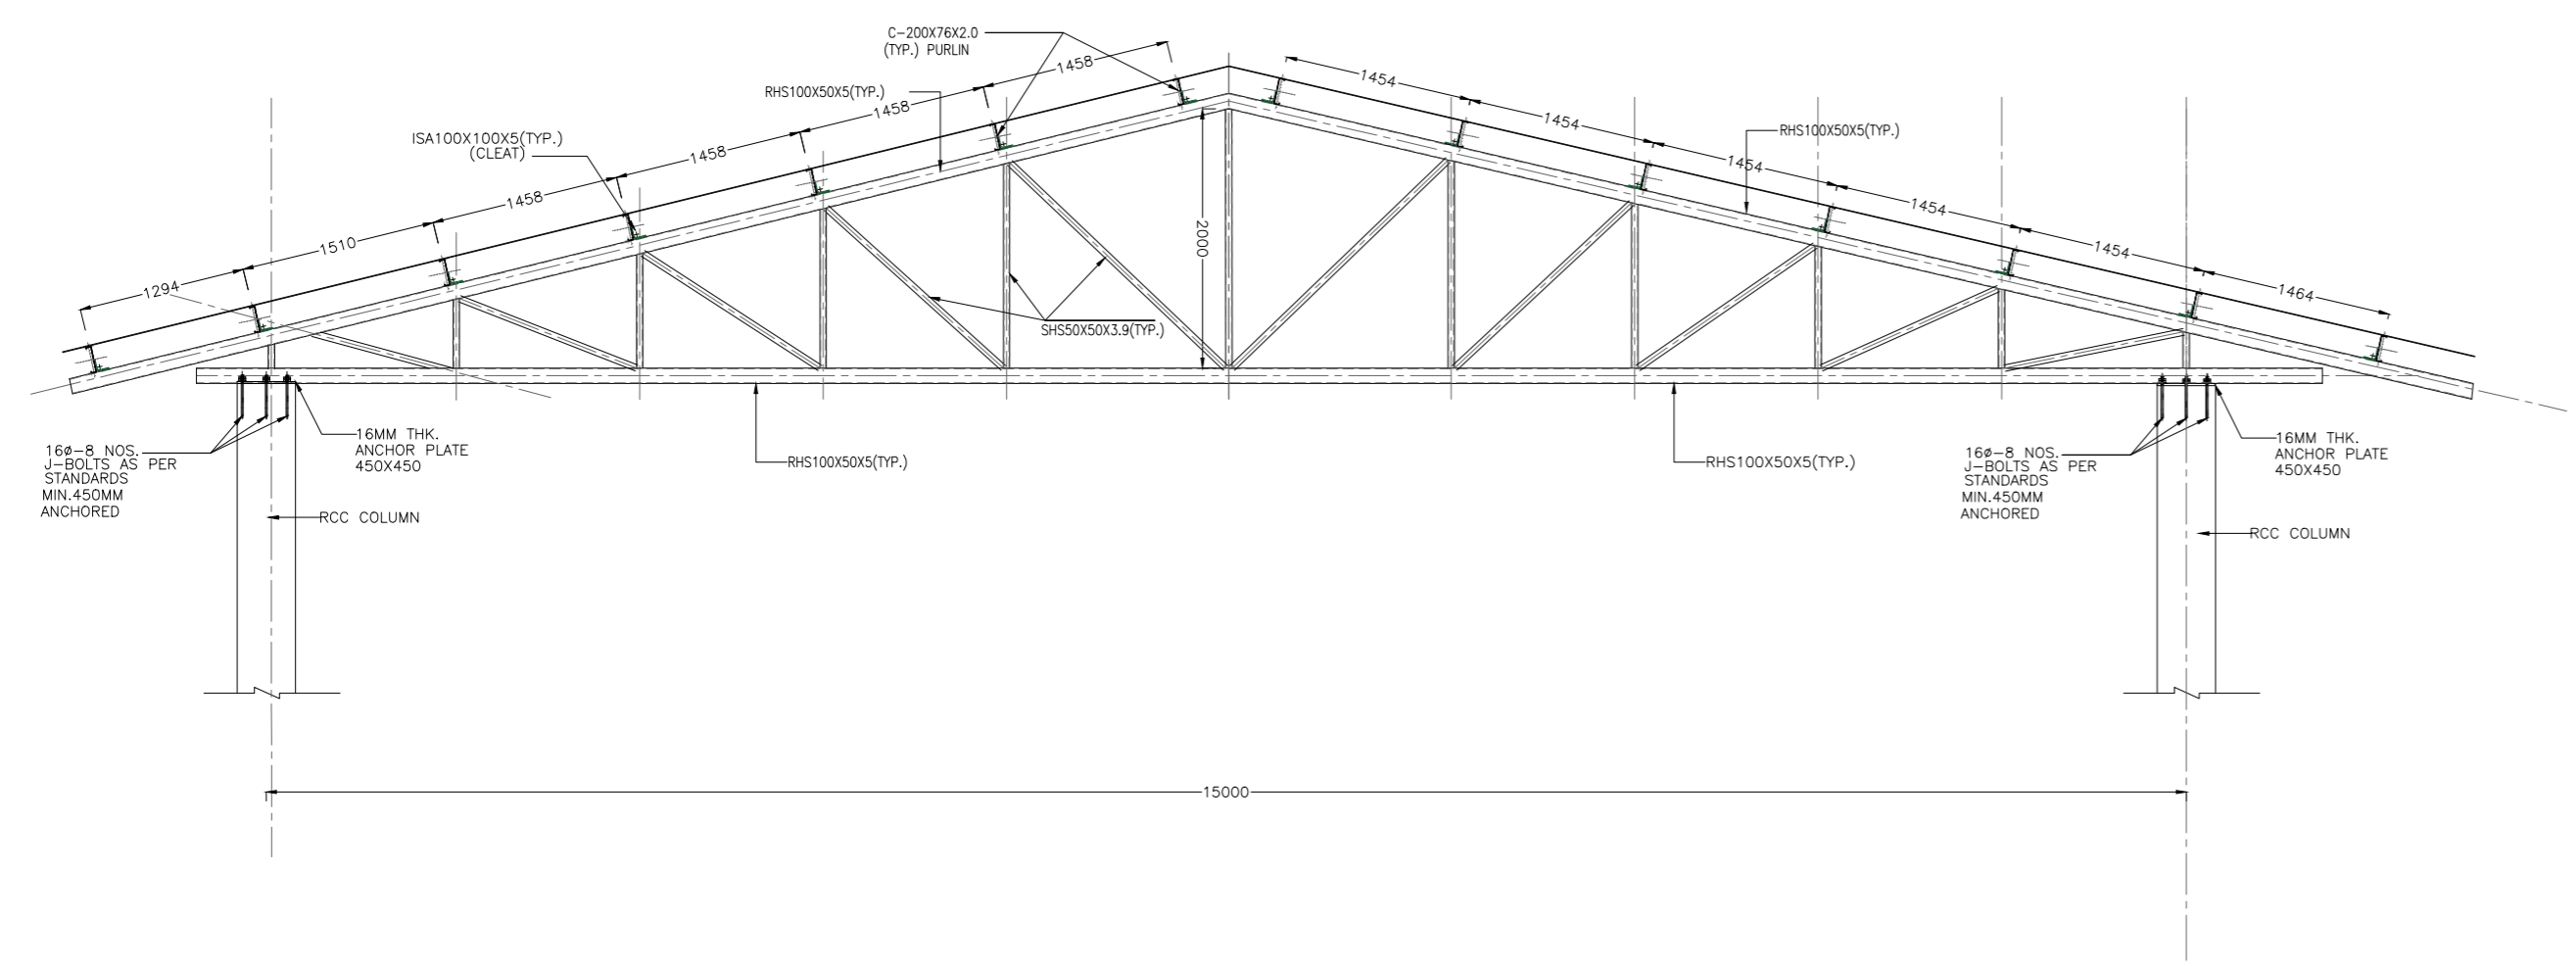 C-200X76X2.0
(TYP.) PURLIN
RHS100X50X5(TYP.)
ISA100X100X5(TYP.)
(CLEAT)
1294
1510
1458
1458
1458
1458
1454
1454
1454
1454
1454
1464
RHS100X50X5(TYP.)
2000
SHS50X50X3.9(TYP.)
16ø-8 NOS.
J-BOLTS AS PER
STANDARDS
MIN.450MM
ANCHORED
16MM THK.
ANCHOR PLATE
450X450
RCC COLUMN
RHS100X50X5(TYP.)
RHS100X50X5(TYP.)
16ø-8 NOS.
J-BOLTS AS PER
STANDARDS
MIN.450MM
ANCHORED
16MM THK.
ANCHOR PLATE
450X450
RCC COLUMN
15000